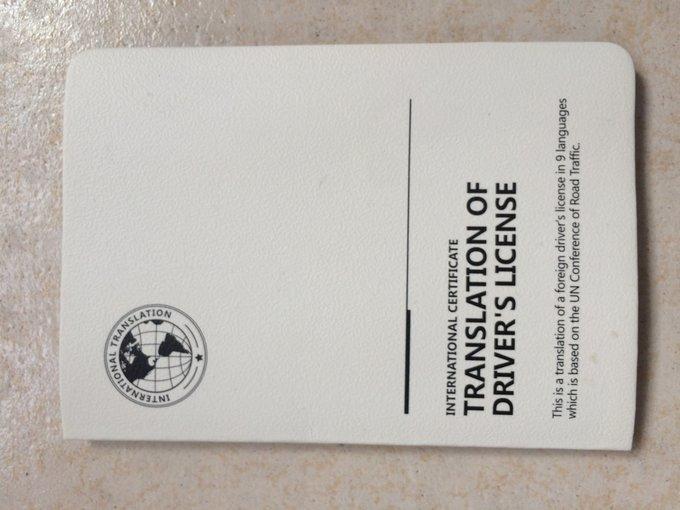 INTERNATIONAL TRANSLATION
INTERNATIONAL CERTIFICATE
TRANSLATION OF
DRIVER'S LICENSE
This is a translation of a foreign driver's license in 9 languages
which is based on the UN Conference of Road Traffic.